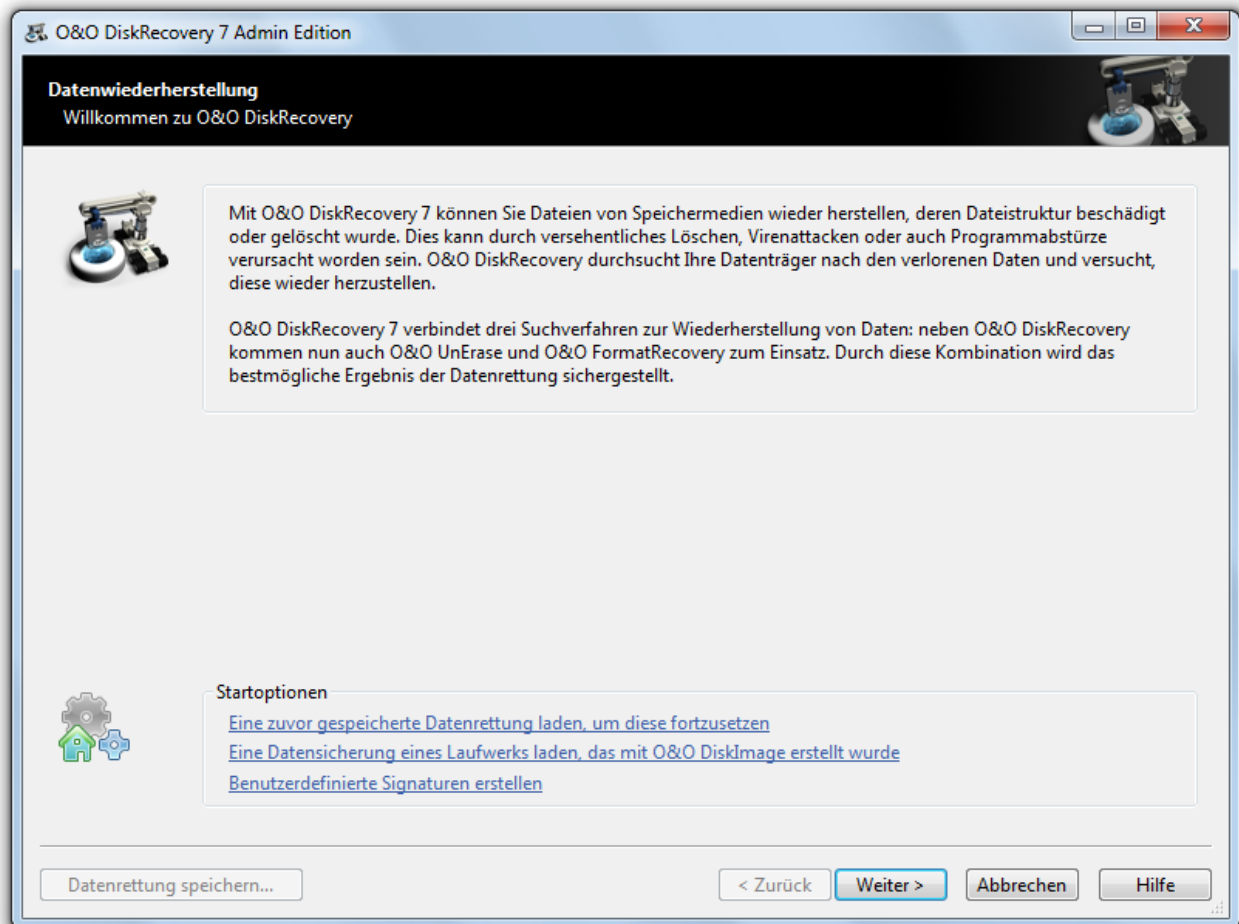 O&O DiskRecovery 7 Admin Edition
Datenwiederherstellung
Willkommen zu O&O DiskRecovery
Mit O&O DiskRecovery 7 können Sie Dateien von Speichermedien wieder herstellen, deren Dateistruktur beschädigt
oder gelöscht wurde. Dies kann durch versehentliches Löschen, Virenattacken oder auch Programmabstürze
verursacht worden sein. O&O DiskRecovery durchsucht Ihre Datenträger nach den verlorenen Daten und versucht,
diese wieder herzustellen.
O&O DiskRecovery 7 verbindet drei Suchverfahren zur Wiederherstellung von Daten: neben O&O DiskRecovery
kommen nun auch O&O UnErase und O&O FormatRecovery zum Einsatz. Durch diese Kombination wird das
bestmögliche Ergebnis der Datenrettung sichergestellt.
Startoptionen
Eine zuvor gespeicherte Datenrettung laden, um diese fortzusetzen
Eine Datensicherung eines Laufwerks laden, das mit O&O DiskImage erstellt wurde
Benutzerdefinierte Signaturen erstellen
Datenrettung speichern... < Zurück Weiter > Abbrechen Hilfe